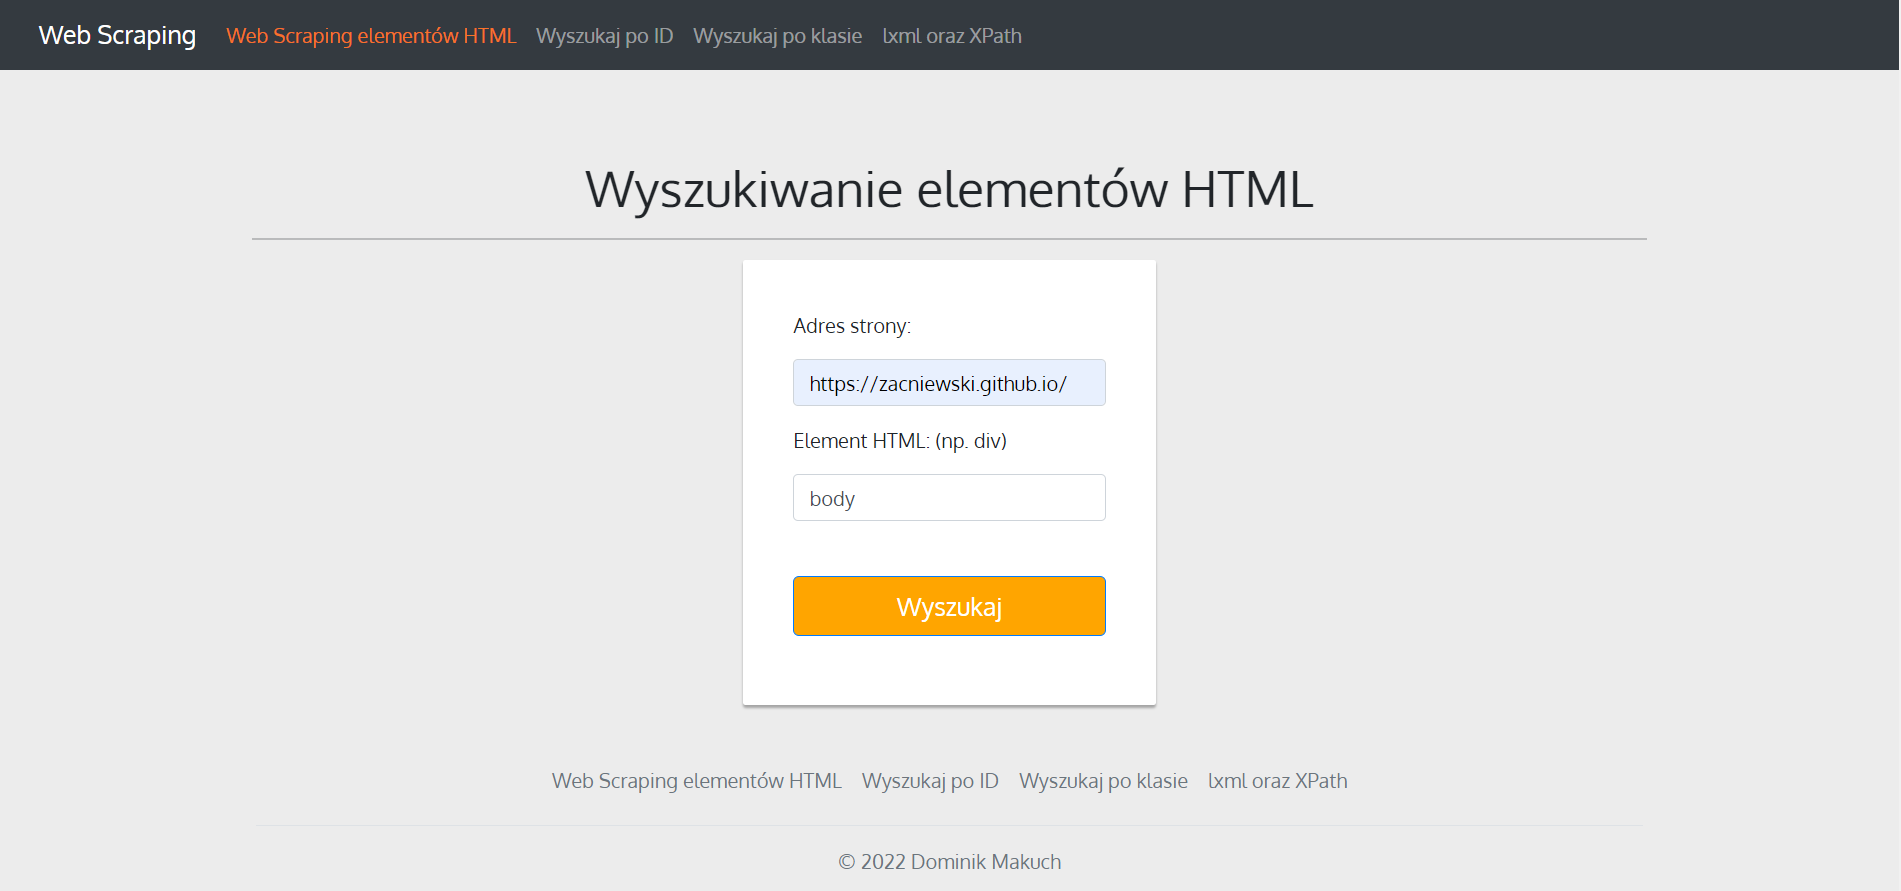 Web Scraping Web Scraping elementów HTML Wyszukaj po ID Wyszukaj po klasie lxml oraz XPath
Wyszukiwanie elementów HTML
Adres strony:
https://zacniewski.github.io/
Element HTML: (np. div)
body
Wyszukaj
Web Scraping elementów HTML Wyszukaj po ID Wyszukaj po klasie lxml oraz XPath
© 2022 Dominik Makuch